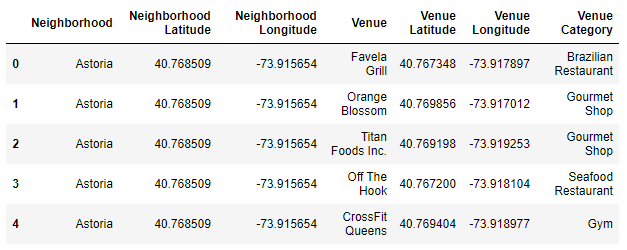 Neighborhood Neighborhood Latitude Neighborhood Longitude Venue Venue Latitude Venue Longitude Venue Category
0 Astoria 40.768509 -73.915654 Favela Grill 40.767348 -73.917897 Brazilian Restaurant
1 Astoria 40.768509 -73.915654 Orange Blossom 40.769856 -73.917012 Gourmet Shop
2 Astoria 40.768509 -73.915654 Titan Foods Inc. 40.769198 -73.919253 Gourmet Shop
3 Astoria 40.768509 -73.915654 Off The Hook 40.767200 -73.918104 Seafood Restaurant
4 Astoria 40.768509 -73.915654 CrossFit Queens 40.769404 -73.918977 Gym